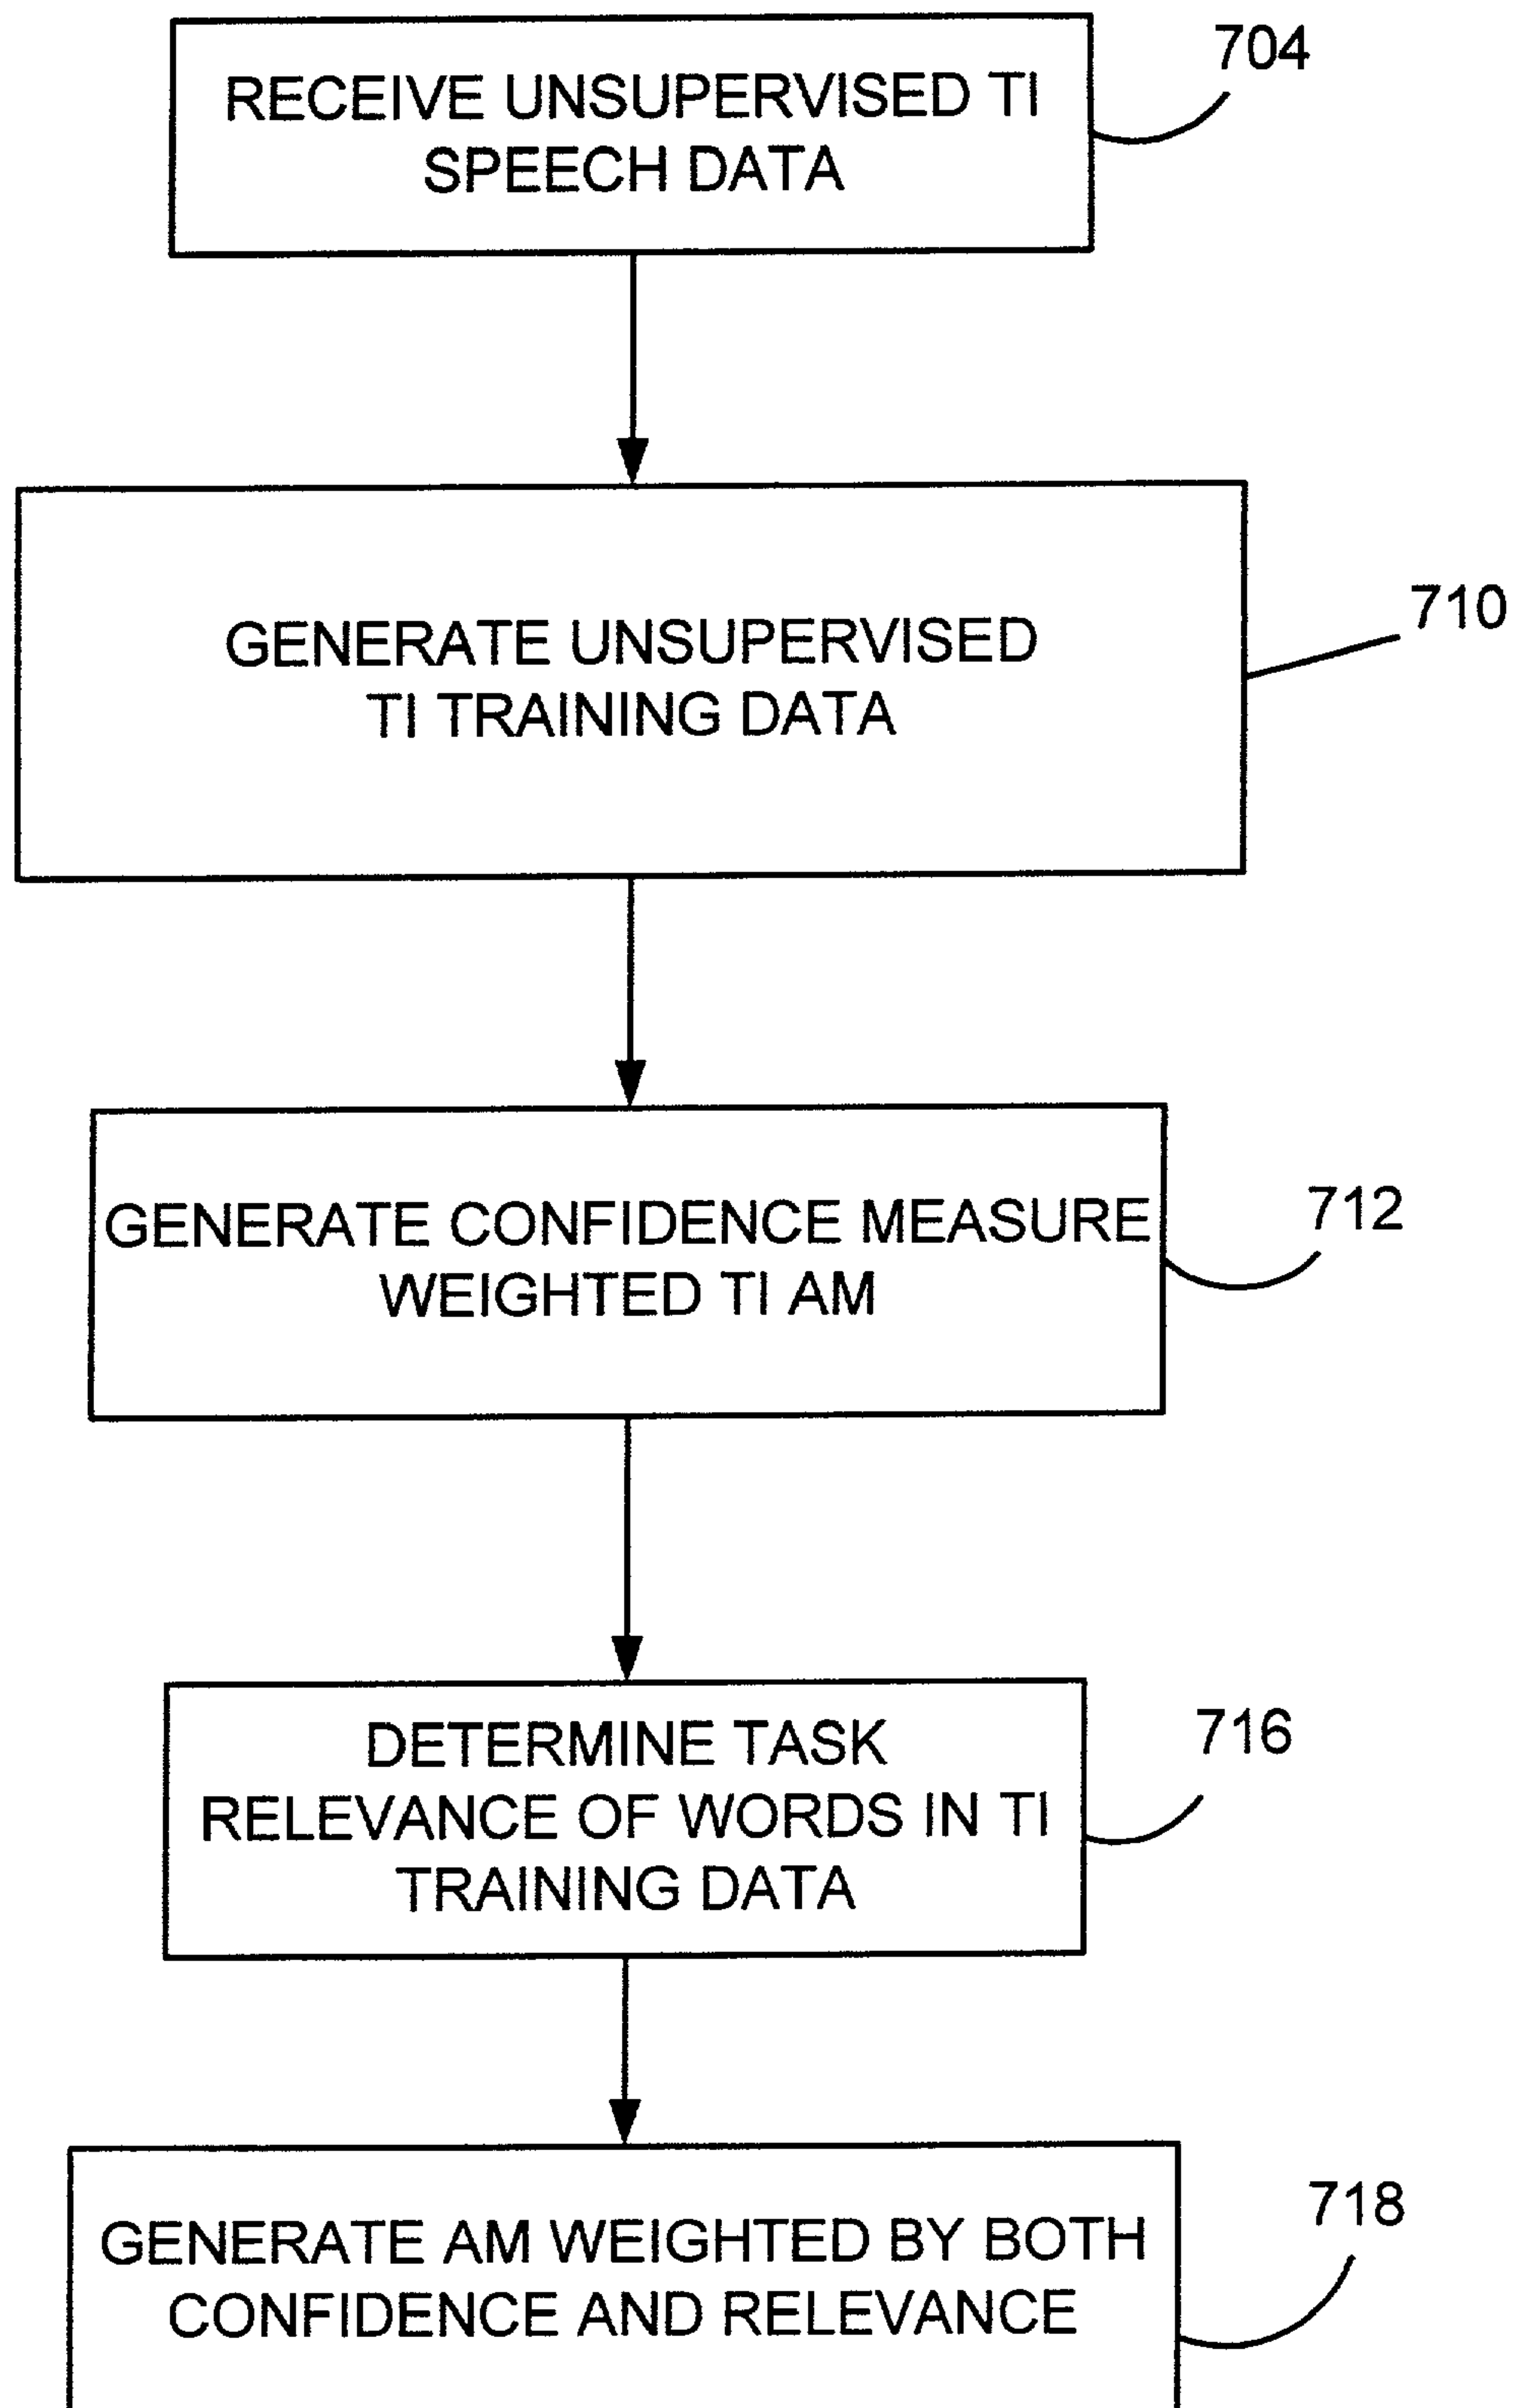 RECEIVE UNSUPERVISED TI
SPEECH DATA
704
GENERATE UNSUPERVISED
TI TRAINING DATA
710
GENERATE CONFIDENCE MEASURE
WEIGHTED TI AM
712
DETERMINE TASK
RELEVANCE OF WORDS IN TI
TRAINING DATA
716
GENERATE AM WEIGHTED BY BOTH
CONFIDENCE AND RELEVANCE
718